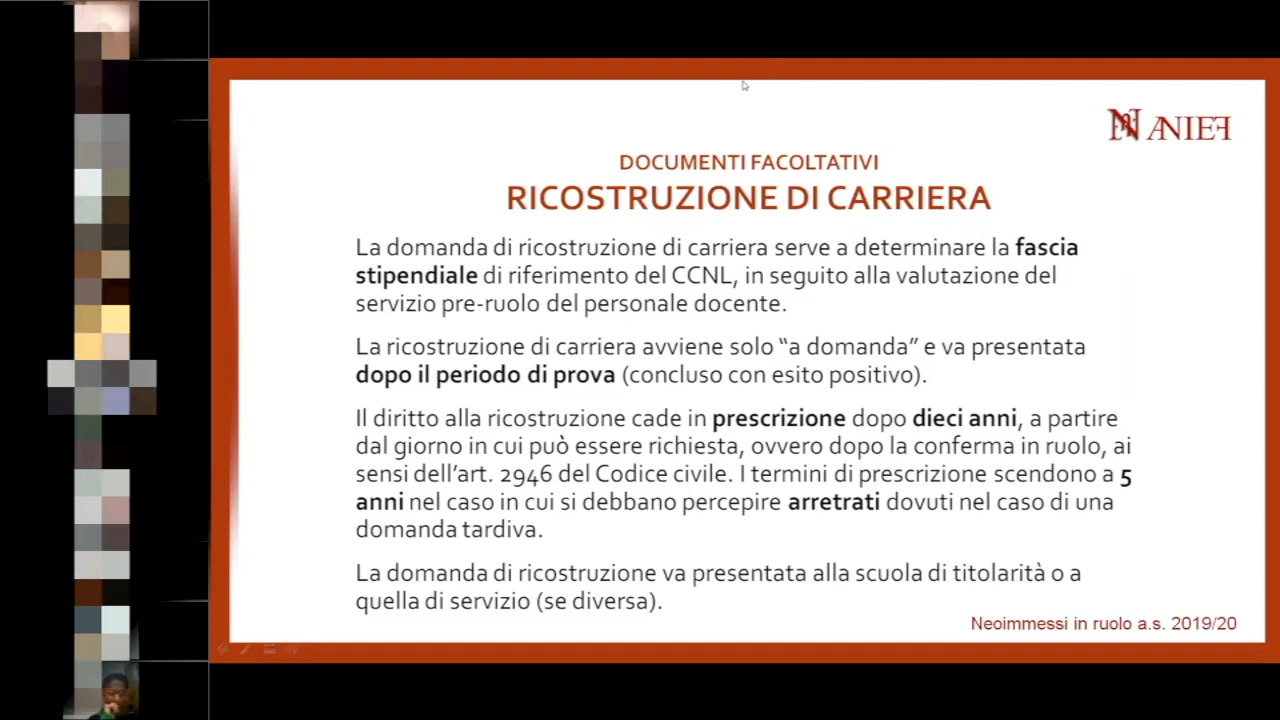 ANIEF
DOCUMENTI FACOLTATIVI
RICOSTRUZIONE DI CARRIERA
La domanda di ricostruzione di carriera serve a determinare la fascia
stipendiale di riferimento del CCNL, in seguito alla valutazione del
servizio pre-ruolo del personale docente.
La ricostruzione di carriera avviene solo “a domanda” e va presentata
dopo il periodo di prova (concluso con esito positivo).
Il diritto alla ricostruzione cade in prescrizione dopo dieci anni, a partire
dal giorno in cui può essere richiesta, ovvero dopo la conferma in ruolo, ai
sensi dell’art. 2946 del Codice civile. I termini di prescrizione scendono a 5
anni nel caso in cui si debbano percepire arretrati dovuti nel caso di una
domanda tardiva.
La domanda di ricostruzione va presentata alla scuola di titolarità o a
quella di servizio (se diversa).
Neoimmessi in ruolo a.s. 2019/20